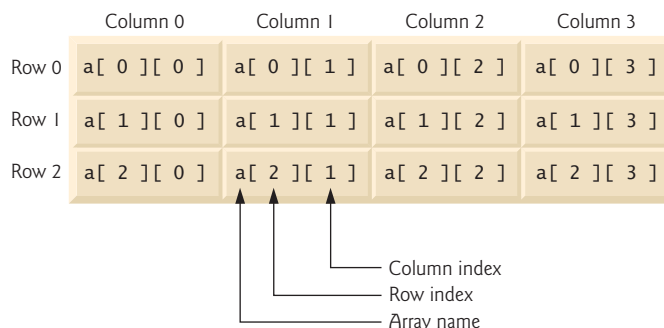 Column 0 Column 1 Column 2 Column 3
Row 0 a[ 0 ][ 0 ] a[ 0 ][ 1 ] a[ 0 ][ 2 ] a[ 0 ][ 3 ]
Row 1 a[ 1 ][ 0 ] a[ 1 ][ 1 ] a[ 1 ][ 2 ] a[ 1 ][ 3 ]
Row 2 a[ 2 ][ 0 ] a[ 2 ][ 1 ] a[ 2 ][ 2 ] a[ 2 ][ 3 ]
Column index
Row index
Array name